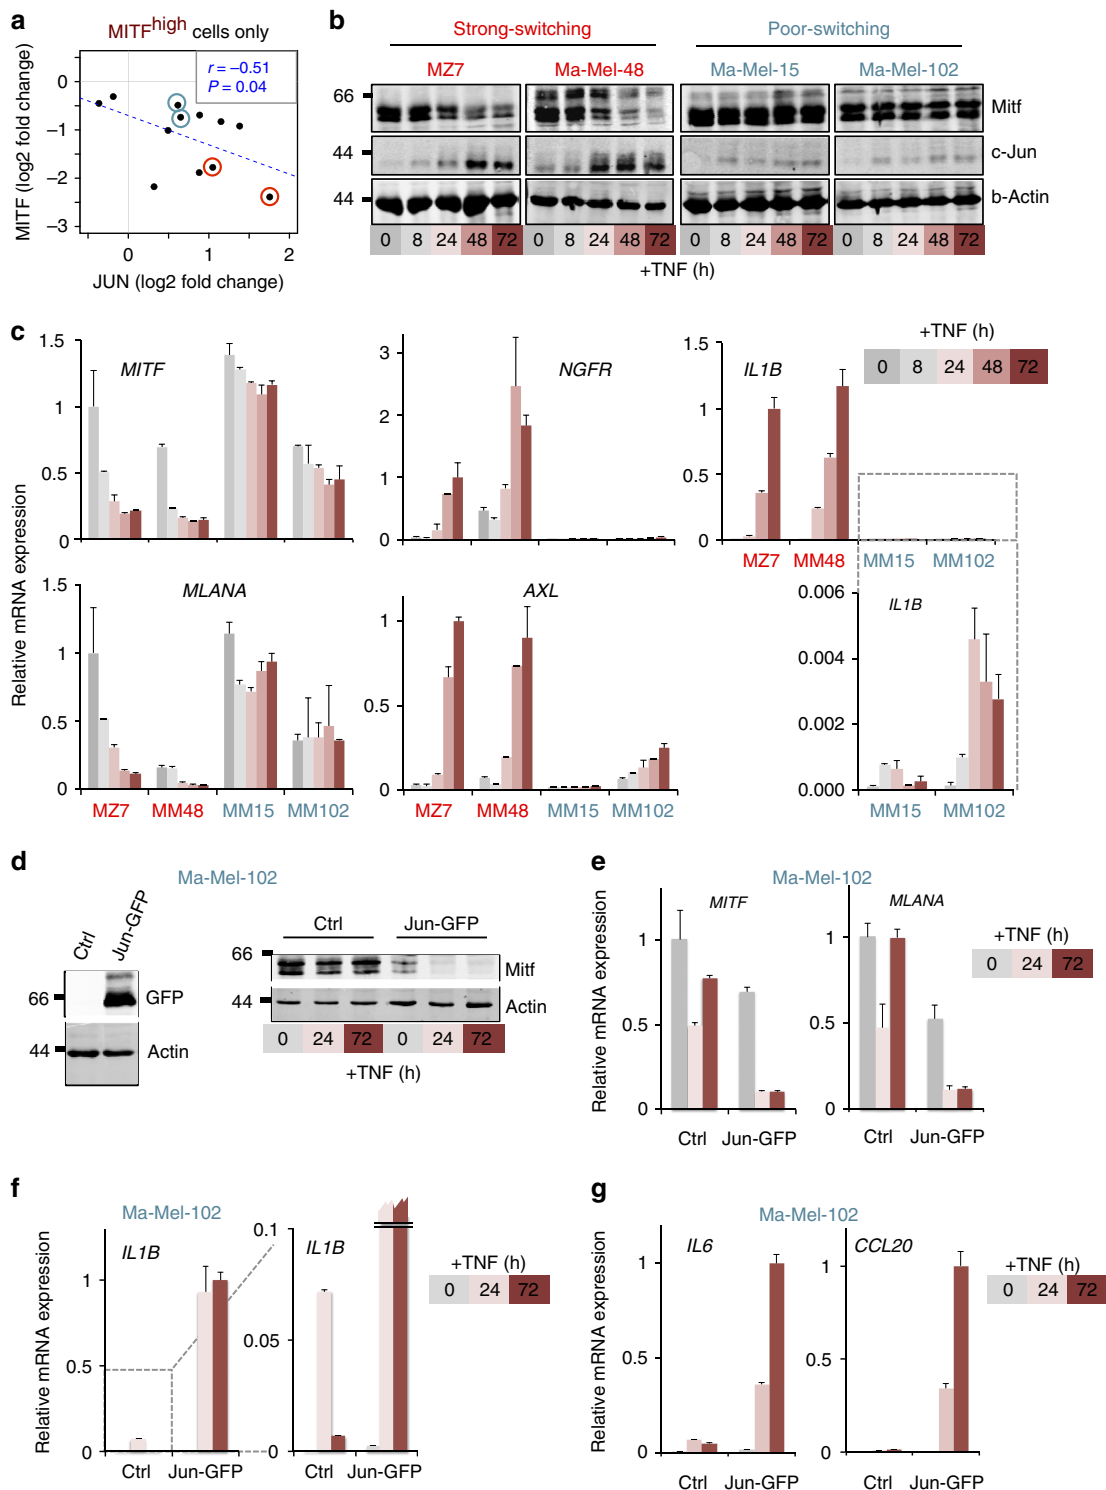 a
MITFhigh cells only
r = –0.51
P = 0.04
MITF (log2 fold change)
0
–1
–2
–3
0
1
2
JUN (log2 fold change)
b
Strong-switching
Poor-switching
MZ7
Ma-Mel-48
Ma-Mel-15
Ma-Mel-102
66
Mitf
44
c-Jun
44
b-Actin
0 8 24 48 72
0 8 24 48 72
0 8 24 48 72
0 8 24 48 72
+TNF (h)
c
Relative mRNA expression
MITF
1.5
1
0.5
0
NGFR
3
2
1
0
IL1B
1.5
1
0.5
0
MZ7 MM48 MM15 MM102
+TNF (h)
0 8 24 48 72
MLANA
1.5
1
0.5
0
MZ7 MM48 MM15 MM102
AXL
1
0.5
0
MZ7 MM48 MM15 MM102
IL1B
0.006
0.004
0.002
0.000
MM15 MM102
d
Ma-Mel-102
Ctrl
Jun-GFP
66
GFP
44
Actin
Ctrl
Jun-GFP
66
Mitf
44
Actin
0 24 72 0 24 72
+TNF (h)
e
Ma-Mel-102
Relative mRNA expression
MITF
1
0.5
0
Ctrl Jun-GFP
MLANA
1
0.5
0
Ctrl Jun-GFP
+TNF (h)
0 24 72
f
Ma-Mel-102
Relative mRNA expression
IL1B
1
0.5
0
Ctrl Jun-GFP
IL1B
0.1
0.05
0
Ctrl Jun-GFP
+TNF (h)
0 24 72
g
Ma-Mel-102
Relative mRNA expression
IL6
1
0.5
0
Ctrl Jun-GFP
CCL20
1
0.5
0
Ctrl Jun-GFP
+TNF (h)
0 24 72